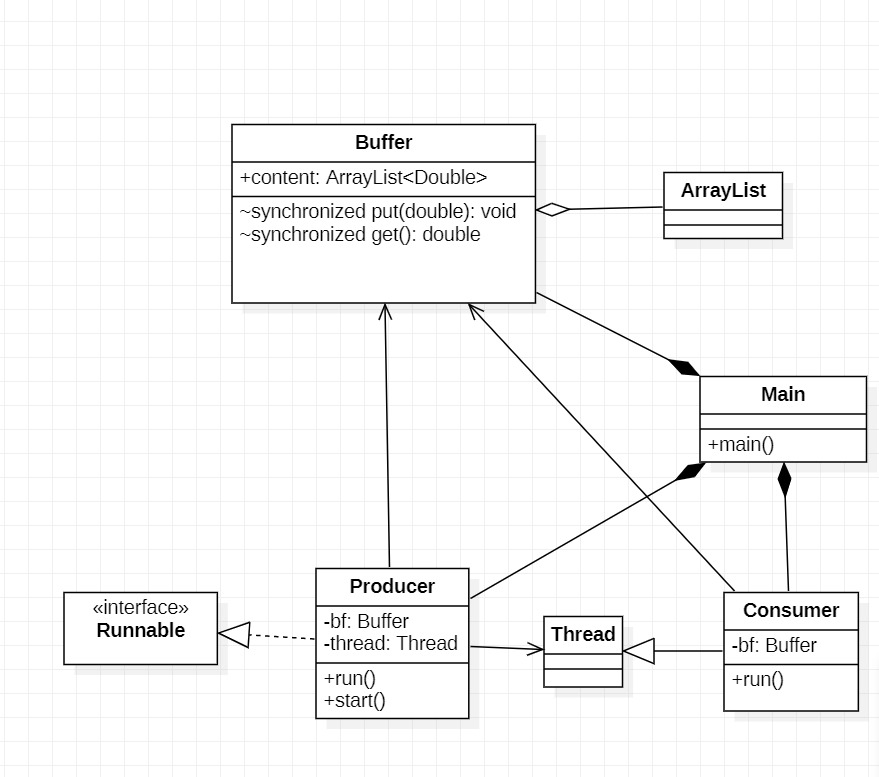 Buffer
+content: ArrayList<Double>
~synchronized put(double): void
~synchronized get(): double
ArrayList
Main
+main()
Producer
-bf: Buffer
-thread: Thread
+run()
+start()
«interface»
Runnable
Thread
Consumer
-bf: Buffer
+run()